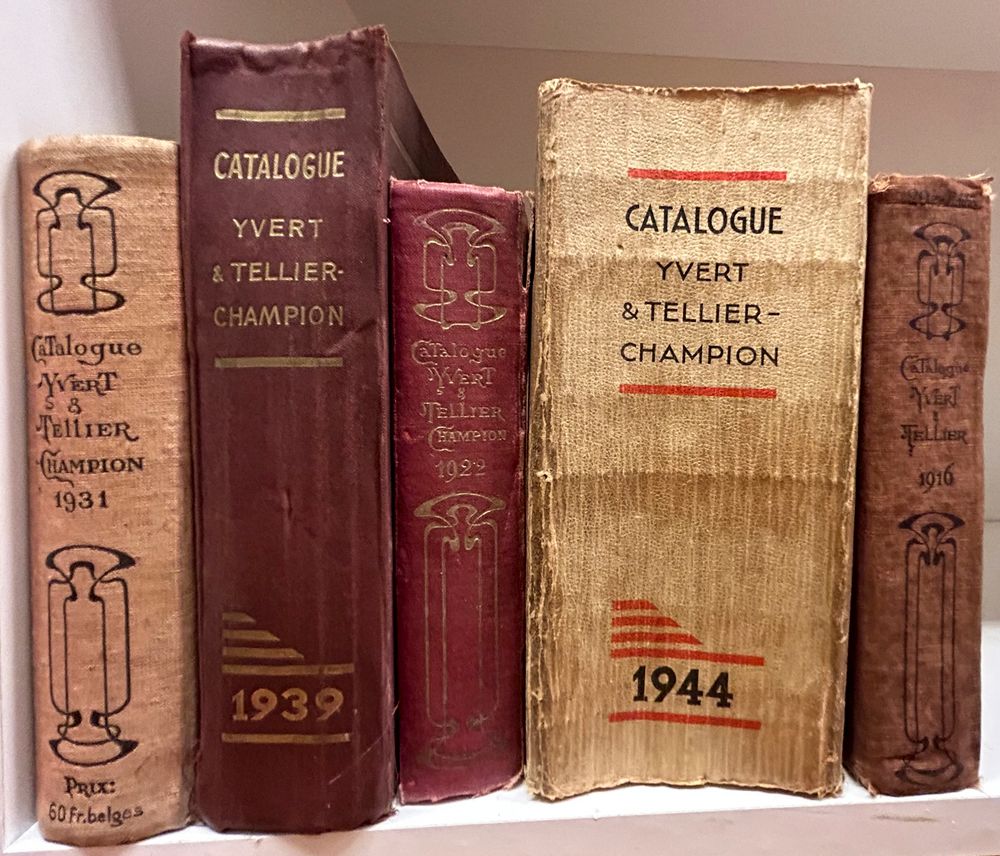 CaTalogue
YVERT
&
TELLIER
CHAMPION
1931
PRIX:
60 Fr. belges
CATALOGUE
YVERT
& TELLIER-
CHAMPION
1939
CaTalogue
YVERT
&
TELLIER
CHAMPION
1922
CATALOGUE
YVERT
& TELLIER-
CHAMPION
1944
CaTalogue
YVERT
&
TELLIER
1916